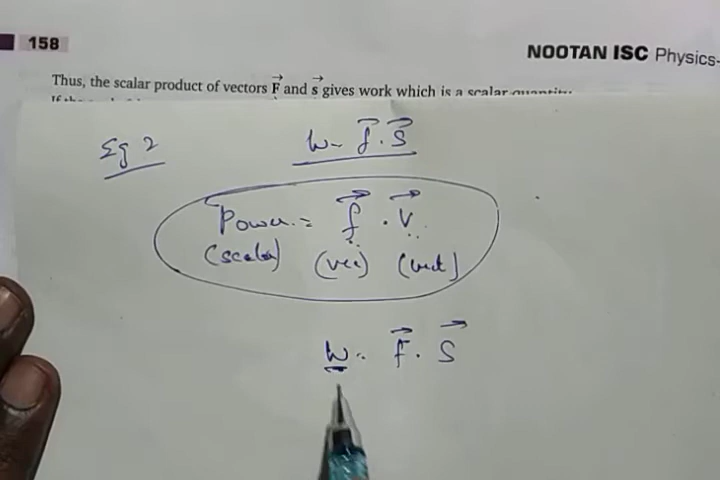 158
NOOTAN ISC Physics-
Thus, the scalar product of vectors F and s gives work which is a scalar quantity.
Eg 2
W = f . S
Power = f . v
(scalar) (vec) (vect)
W = F . S